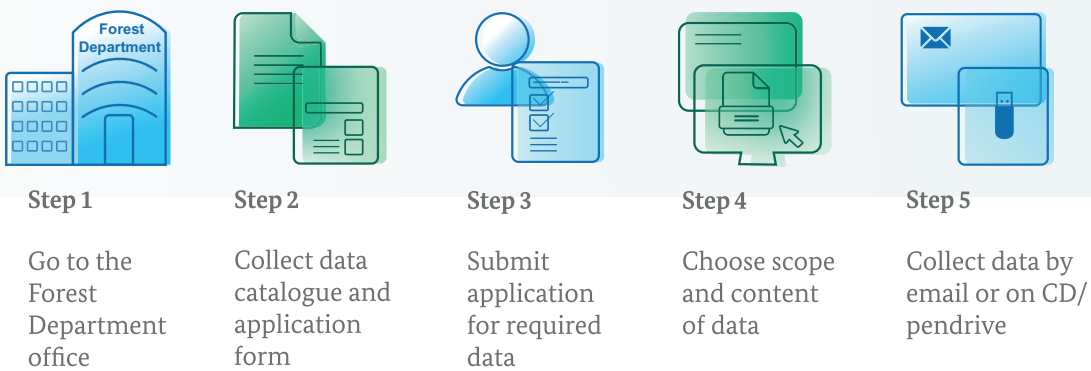 Forest
Department
Step 1
Go to the
Forest
Department
office
Step 2
Collect data
catalogue and
application
form
Step 3
Submit
application
for required
data
Step 4
Choose scope
and content
of data
Step 5
Collect data by
email or on CD/
pendrive